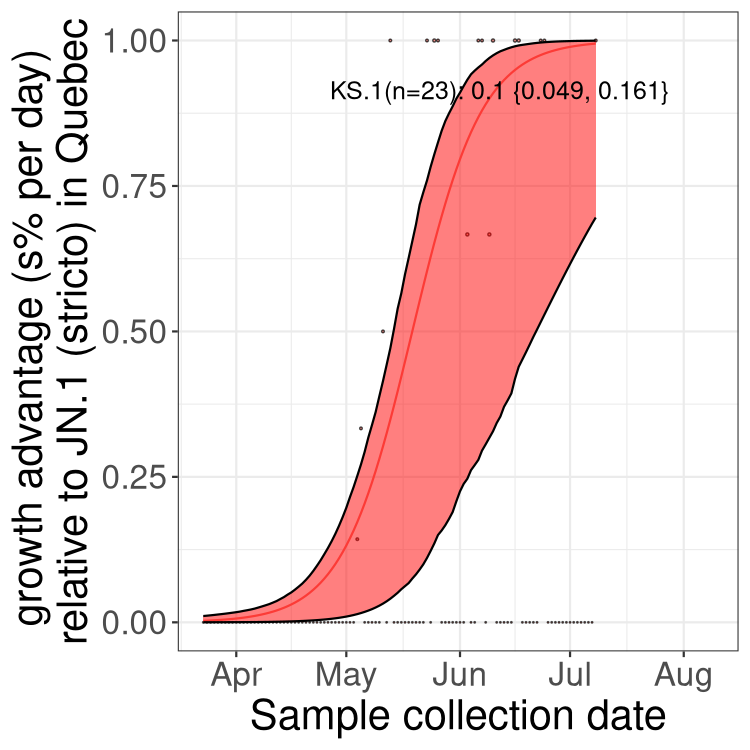 growth advantage (s% per day)
relative to JN.1 (stricto) in Quebec
1.00
0.75
0.50
0.25
0.00
KS.1(n=23): 0.1 {0.049, 0.161}
Apr May Jun Jul Aug
Sample collection date